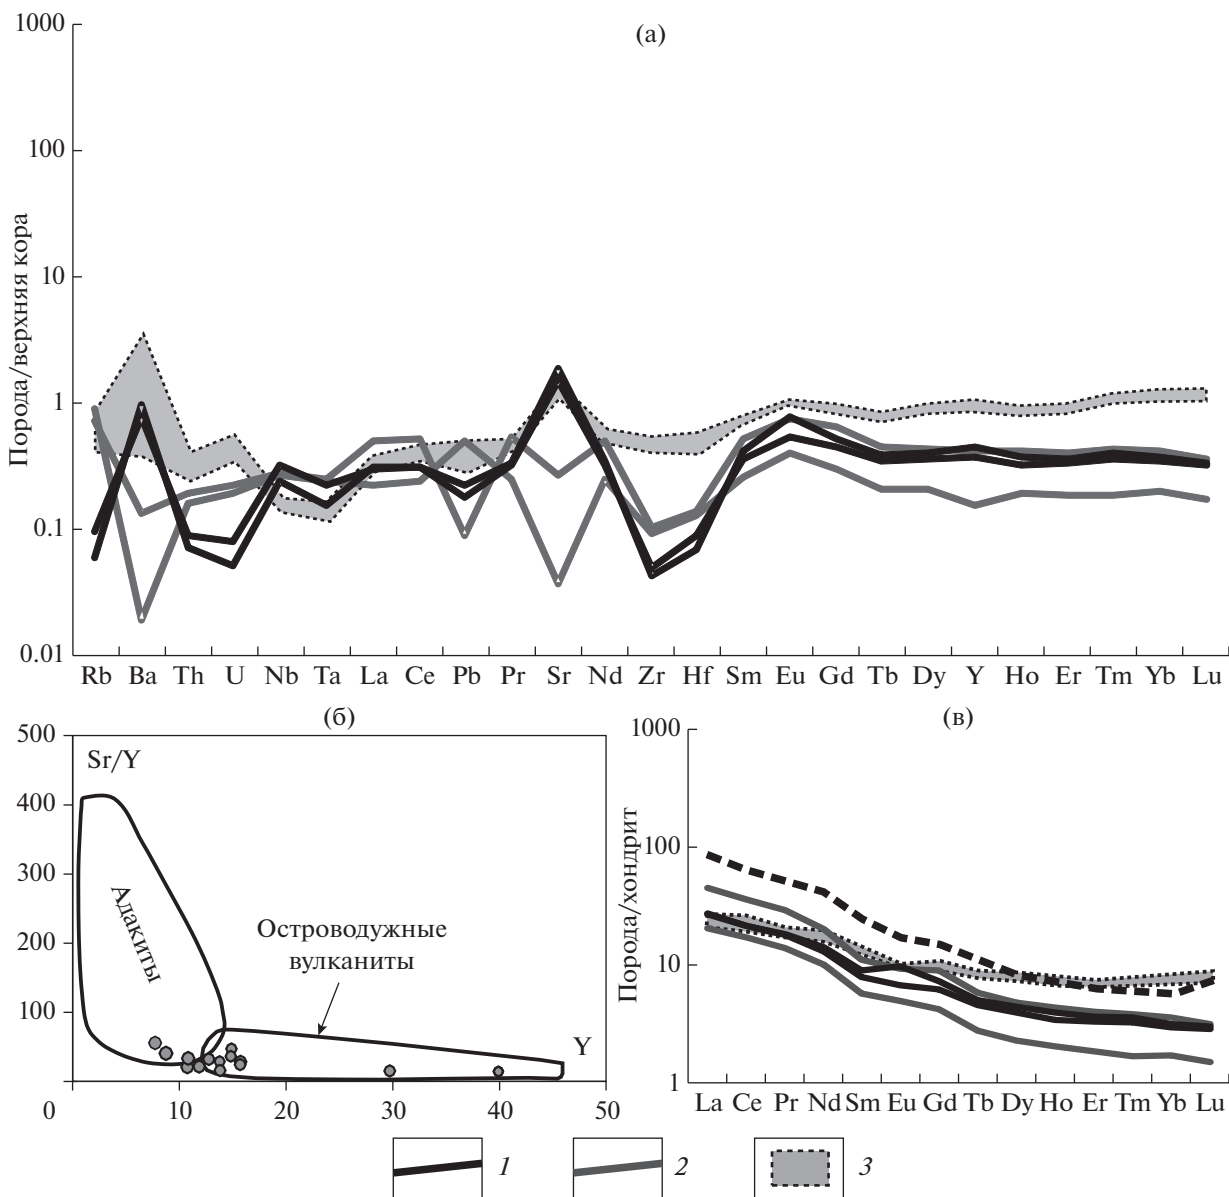 (а)
1000
100
10
1
0.1
0.01
Порода/верхняя кора
Rb Ba Th U Nb Ta La Ce Pb Pr Sr Nd Zr Hf Sm Eu Gd Tb Dy Y Ho Er Tm Yb Lu
(б)
500
400
300
200
100
0 10 20 30 40 50
Sr/Y
Адакиты
Островодужные
вулканиты
Y
(в)
1000
100
10
1
Порода/хондрит
La Ce Pr Nd Sm Eu Gd Tb Dy Ho Er Tm Yb Lu
1 2 3